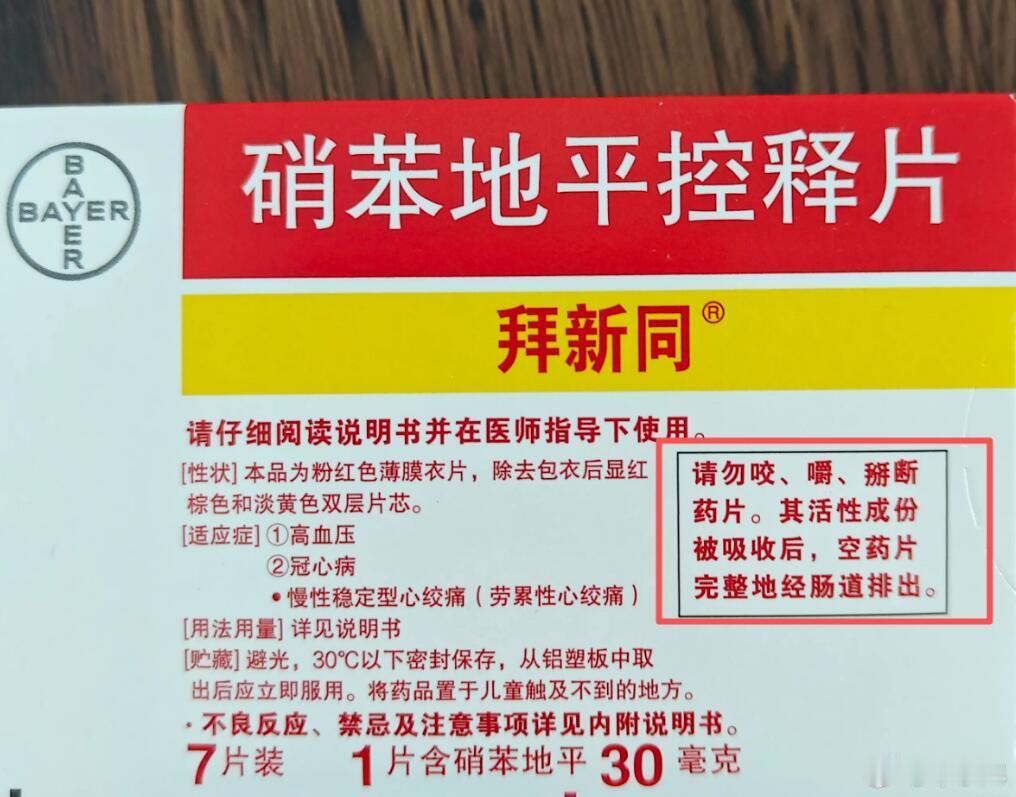 BAYER
BAYER
硝苯地平控释片
拜新同®
请仔细阅读说明书并在医师指导下使用。
[性状] 本品为粉红色薄膜衣片，除去包衣后显红
棕色和淡黄色双层片芯。
[适应症] ①高血压
②冠心病
•慢性稳定型心绞痛（劳累性心绞痛）
[用法用量] 详见说明书
[贮藏] 避光，30℃以下密封保存，从铝塑板中取
出后应立即服用。将药品置于儿童触及不到的地方。
·不良反应、禁忌及注意事项详见内附说明书。
7片装 1片含硝苯地平 30 毫克
请勿咬、嚼、掰断
药片。其活性成份
被吸收后，空药片
完整地经肠道排出。